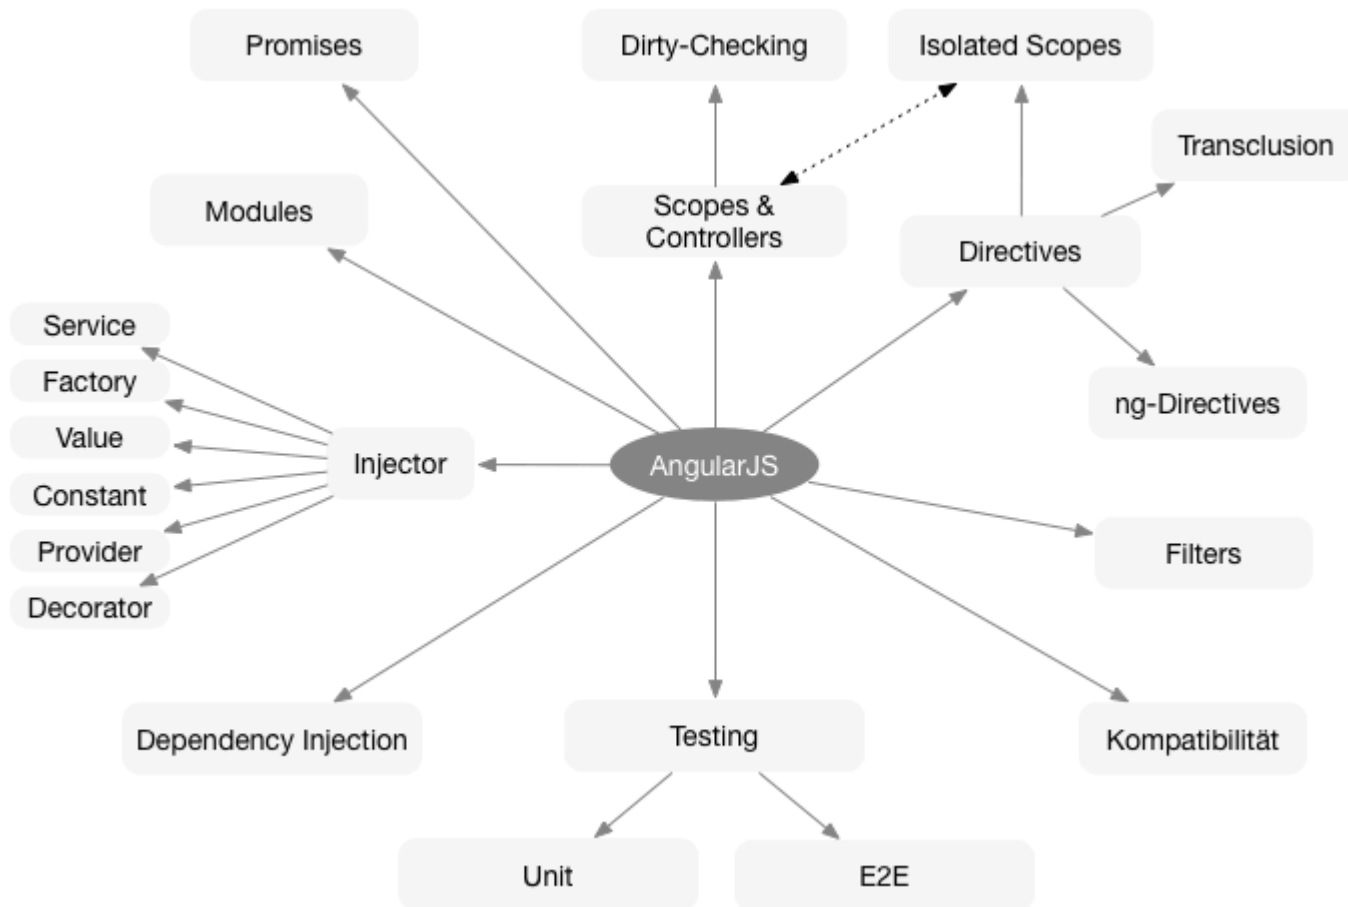 Promises
Dirty-Checking
Isolated Scopes
Transclusion
Modules
Scopes &
Controllers
Directives
Service
Factory
Value
Constant
Provider
Decorator
Injector
AngularJS
ng-Directives
Filters
Dependency Injection
Testing
Kompatibilität
Unit
E2E